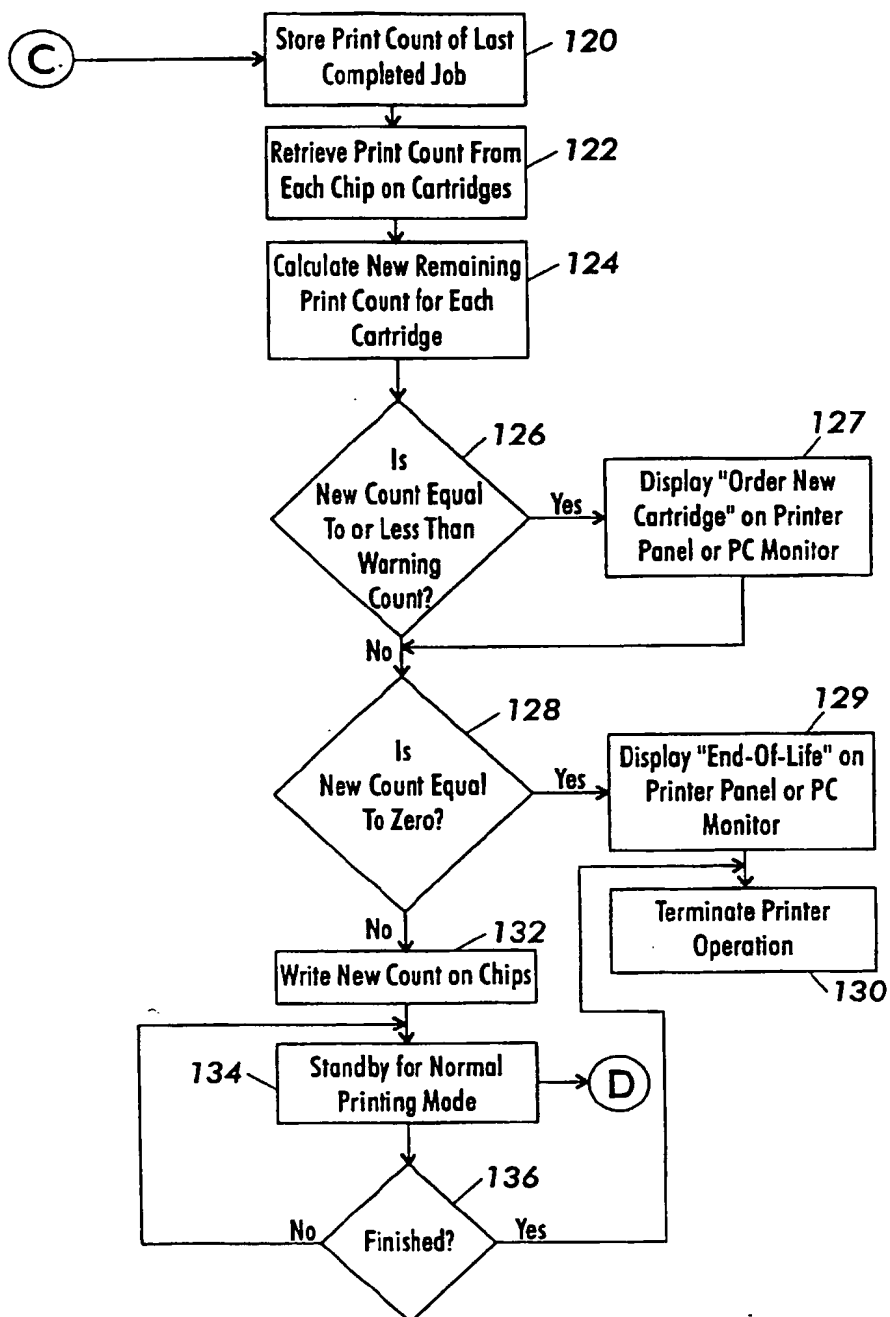 C
Store Print Count of Last
Completed Job
120
Retrieve Print Count From
Each Chip on Cartridges
122
Calculate New Remaining
Print Count for Each
Cartridge
124
Is
New Count Equal
To or Less Than
Warning
Count?
126
Yes
Display "Order New
Cartridge" on Printer
Panel or PC Monitor
127
No
Is
New Count Equal
To Zero?
128
Yes
Display "End-Of-Life" on
Printer Panel or PC
Monitor
129
Terminate Printer
Operation
130
No
132
Write New Count on Chips
134
Standby for Normal
Printing Mode
D
136
No
Finished?
Yes